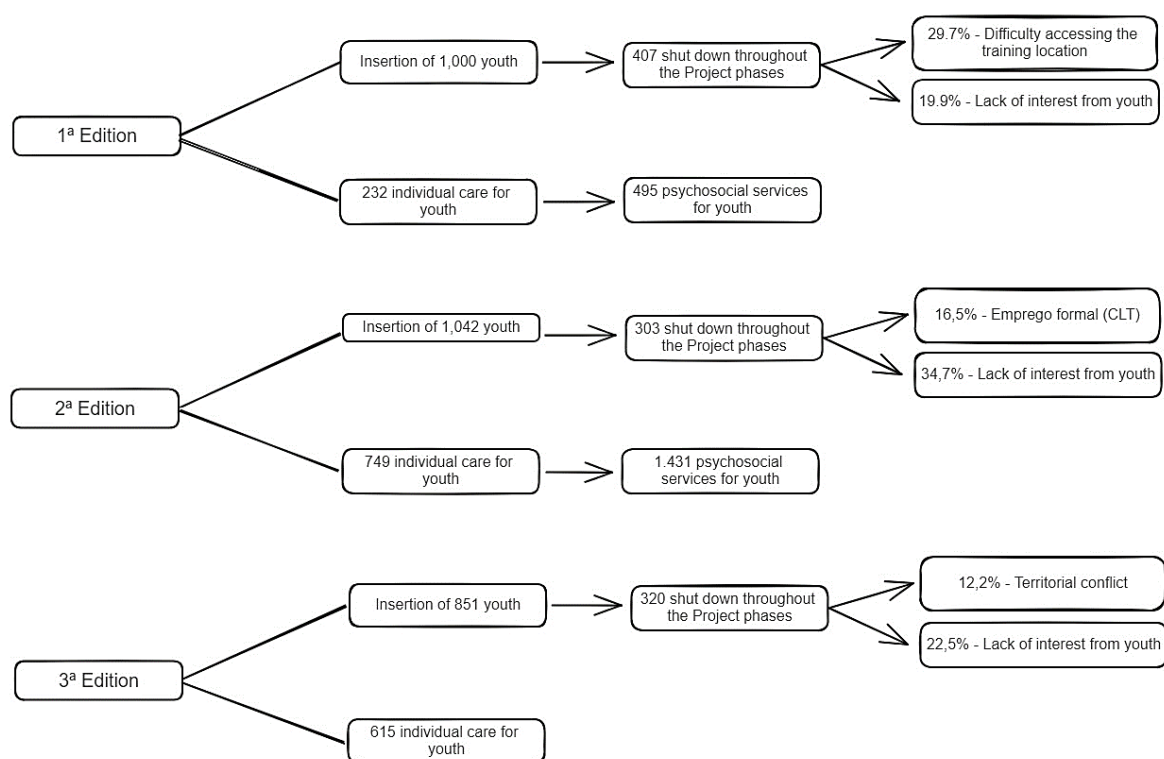 1ª Edition
Insertion of 1,000 youth
407 shut down throughout
the Project phases
29.7% - Difficulty accessing the
training location
19.9% - Lack of interest from youth
232 individual care for
youth
495 psychosocial services
for youth
2ª Edition
Insertion of 1,042 youth
303 shut down throughout
the Project phases
16,5% - Emprego formal (CLT)
34,7% - Lack of interest from youth
749 individual care for
youth
1.431 psychosocial
services for youth
3ª Edition
Insertion of 851 youth
320 shut down throughout
the Project phases
12,2% - Territorial conflict
22,5% - Lack of interest from youth
615 individual care for
youth